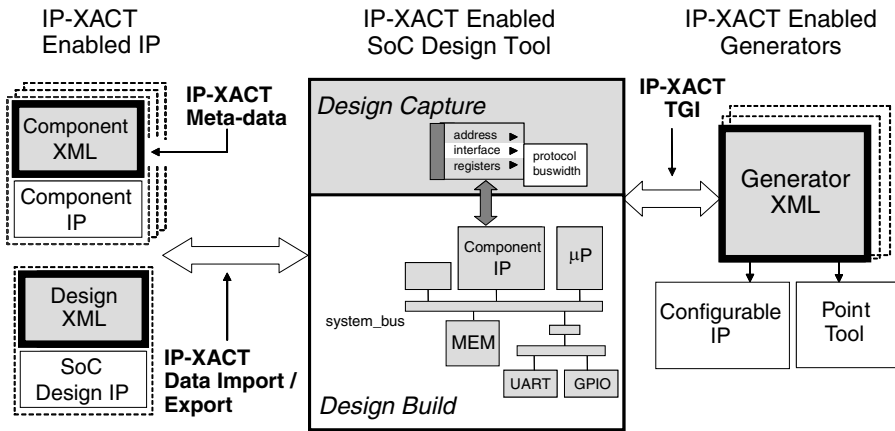 IP-XACT
Enabled IP
IP-XACT Enabled
SoC Design Tool
IP-XACT Enabled
Generators
Component
XML
Component
IP
IP-XACT
Meta-data
Design
XML
SoC
Design IP
IP-XACT
Data Import /
Export
Design Capture
address
interface
registers
protocol
buswidth
Component
IP
µP
system_bus
MEM
UART
GPIO
Design Build
IP-XACT
TGI
Generator
XML
Configurable
IP
Point
Tool